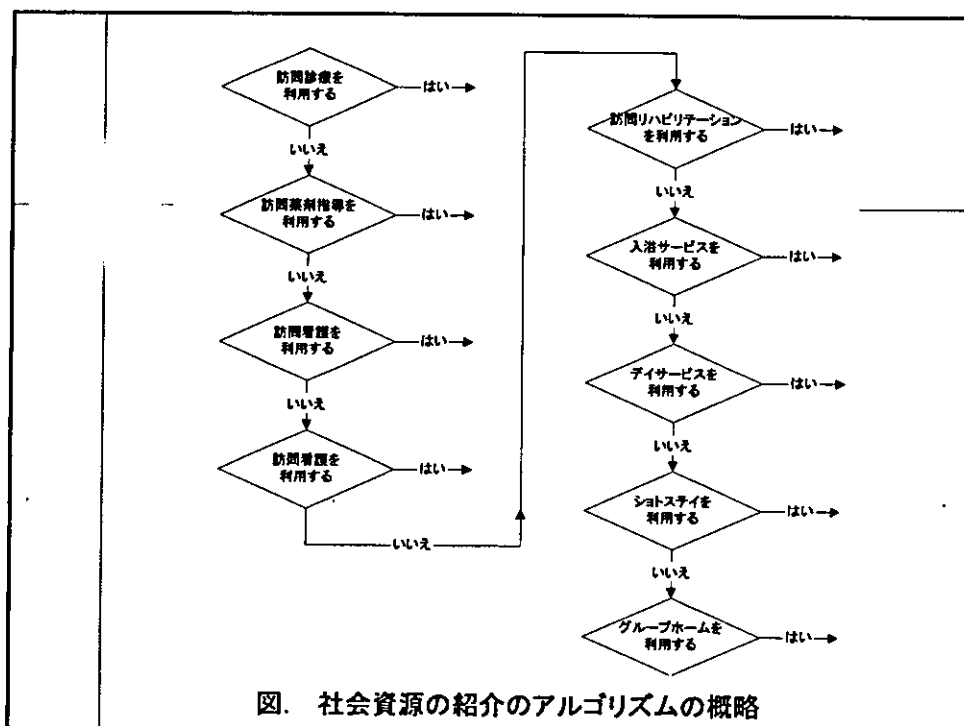 訪問診療を
利用する
はい
いいえ
訪問薬剤指導を
利用する
はい
いいえ
訪問看護を
利用する
はい
いいえ
訪問看護を
利用する
はい
いいえ
訪問リハビリテーション
を利用する
はい
いいえ
入浴サービスを
利用する
はい
いいえ
デイサービスを
利用する
はい
いいえ
ショトステイを
利用する
はい
いいえ
グループホームを
利用する
はい
図. 社会資源の紹介のアルゴリズムの概略